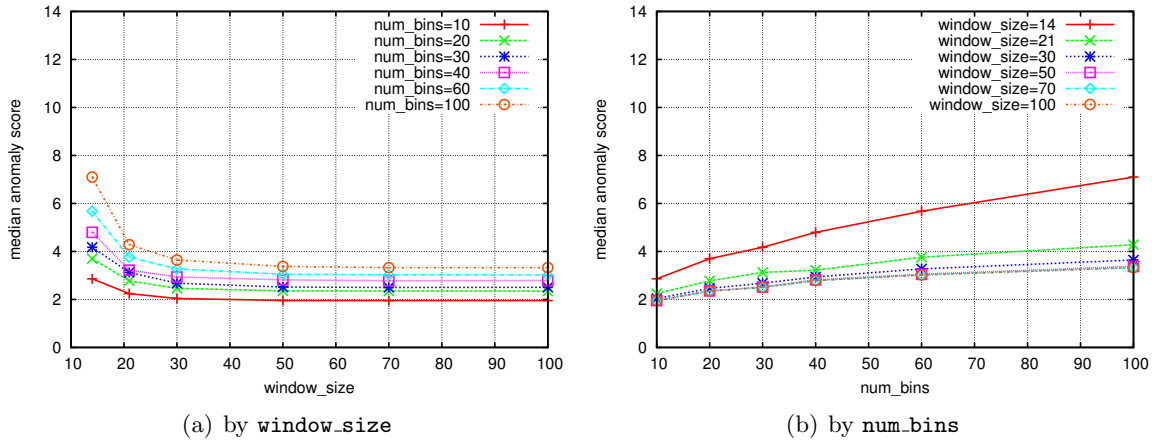 14
12
10
8
6
4
2
0
median anomaly score
10 20 30 40 50 60 70 80 90 100
window_size
num_bins=10
num_bins=20
num_bins=30
num_bins=40
num_bins=60
num_bins=100
(a) by window_size
14
12
10
8
6
4
2
0
median anomaly score
10 20 30 40 50 60 70 80 90 100
num_bins
window_size=14
window_size=21
window_size=30
window_size=50
window_size=70
window_size=100
(b) by num_bins